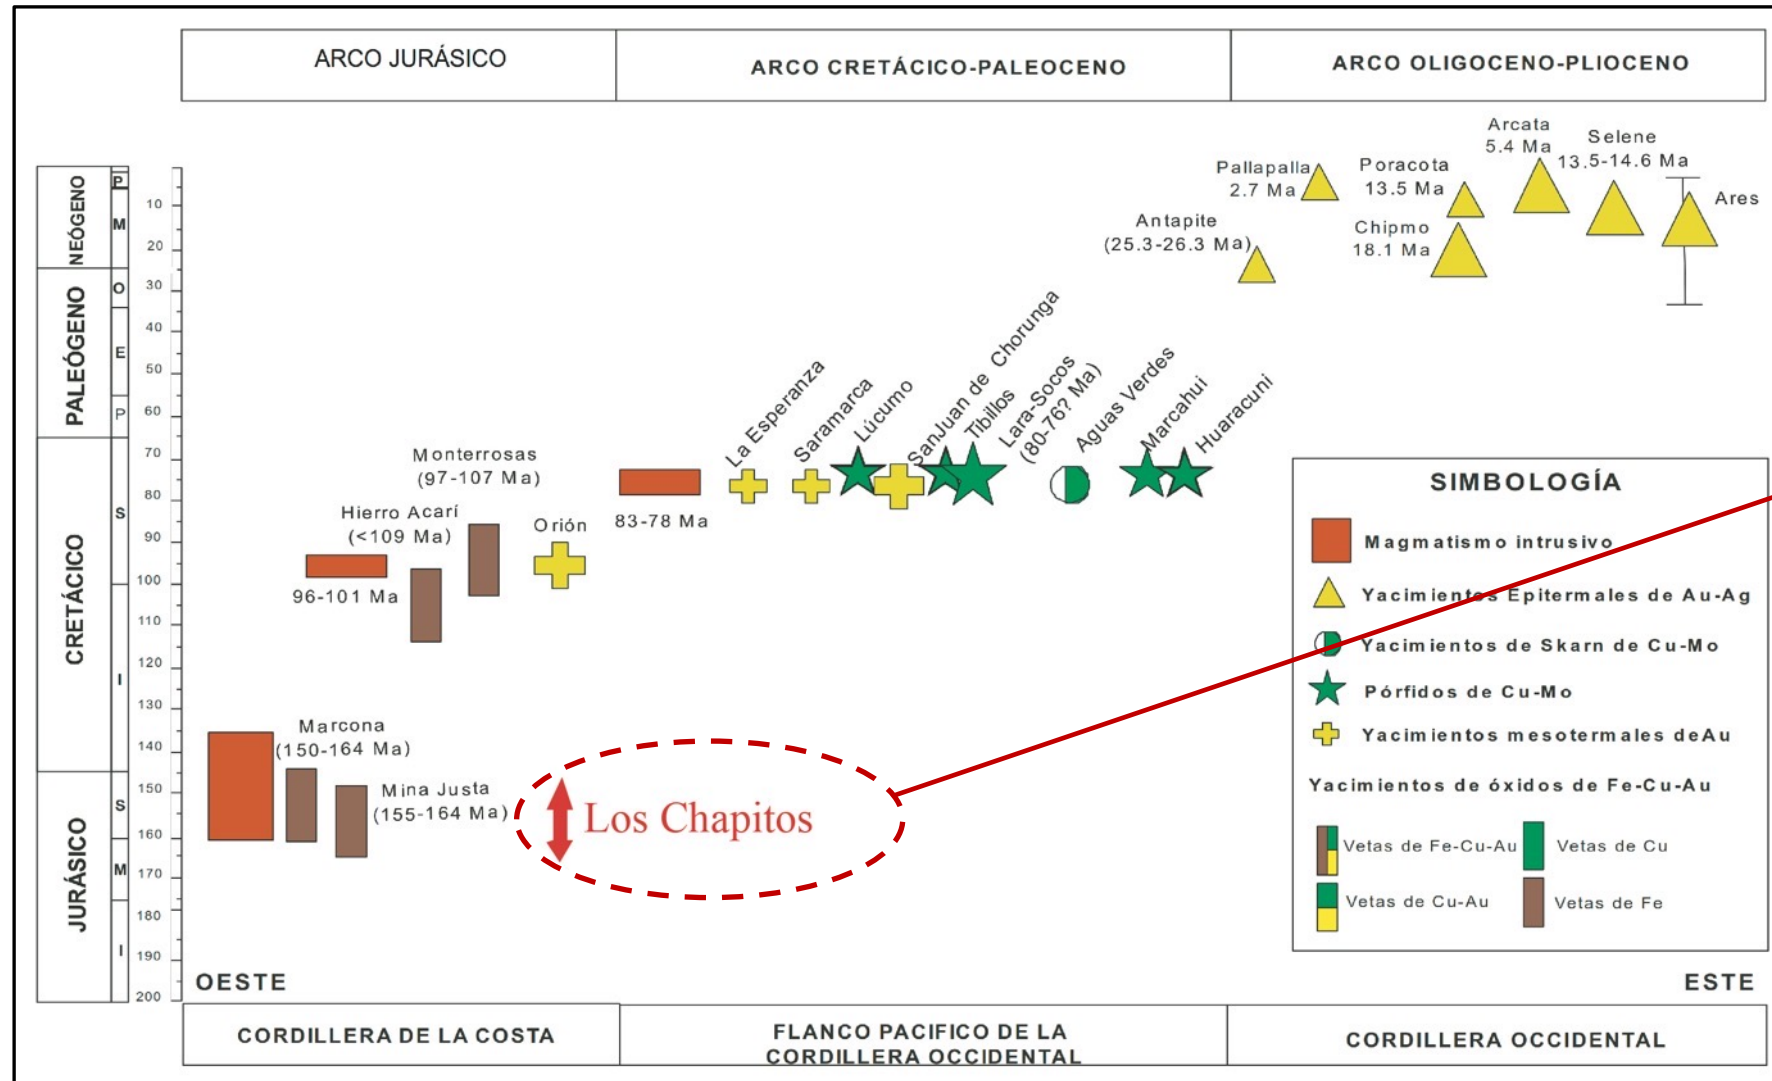 ARCO JURÁSICO
ARCO CRETÁCICO-PALEOCENO
ARCO OLIGOCENO-PLIOCENO
NEÓGENO
PALEÓGENO
CRETÁCICO
JURÁSICO
P
M
O
E
P
S
I
S
M
I
10
20
30
40
50
60
70
80
90
100
110
120
130
140
150
160
170
180
190
200
Arcata
5.4 Ma
Selene
13.5-14.6 Ma
Pallapalla
2.7 Ma
Poracota
13.5 Ma
Ares
Antapite
(25.3-26.3 Ma)
Chipmo
18.1 Ma
La Esperanza
Saramarca
Lúcumo
SanJuan de Chorunga
Tibillos
Lara-Socos
(80-76? Ma)
Aguas Verdes
Marcahui
Huaracuni
Monterrosas
(97-107 Ma)
Hierro Acarí
(<109 Ma)
Orión
83-78 Ma
96-101 Ma
Marcona
(150-164 Ma)
Mina Justa
(155-164 Ma)
Los Chapitos
SIMBOLOGÍA
Magmatismo intrusivo
Yacimientos Epitermales de Au-Ag
Yacimientos de Skarn de Cu-Mo
Pórfidos de Cu-Mo
Yacimientos mesotermales de Au
Yacimientos de óxidos de Fe-Cu-Au
Vetas de Fe-Cu-Au
Vetas de Cu
Vetas de Cu-Au
Vetas de Fe
OESTE
ESTE
CORDILLERA DE LA COSTA
FLANCO PACIFICO DE LA
CORDILLERA OCCIDENTAL
CORDILLERA OCCIDENTAL